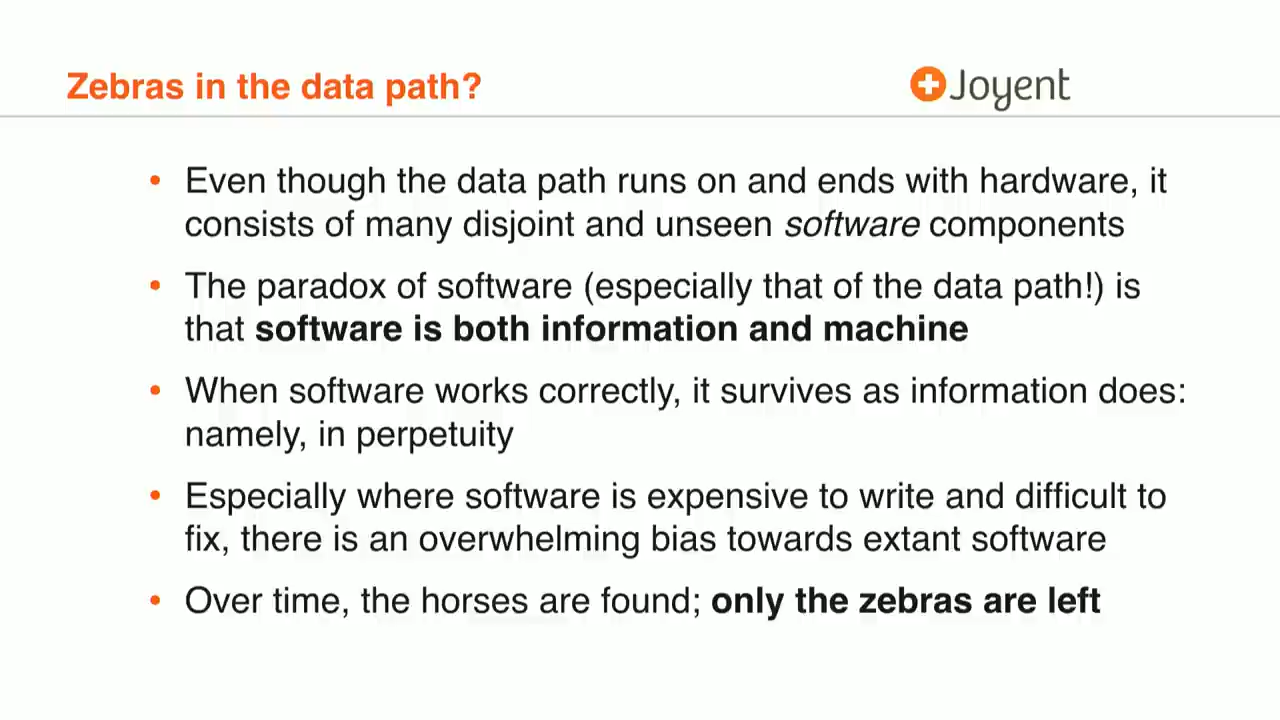 Zebras in the data path?
Joyent
• Even though the data path runs on and ends with hardware, it
consists of many disjoint and unseen software components
• The paradox of software (especially that of the data path!) is
that software is both information and machine
• When software works correctly, it survives as information does:
namely, in perpetuity
• Especially where software is expensive to write and difficult to
fix, there is an overwhelming bias towards extant software
• Over time, the horses are found; only the zebras are left